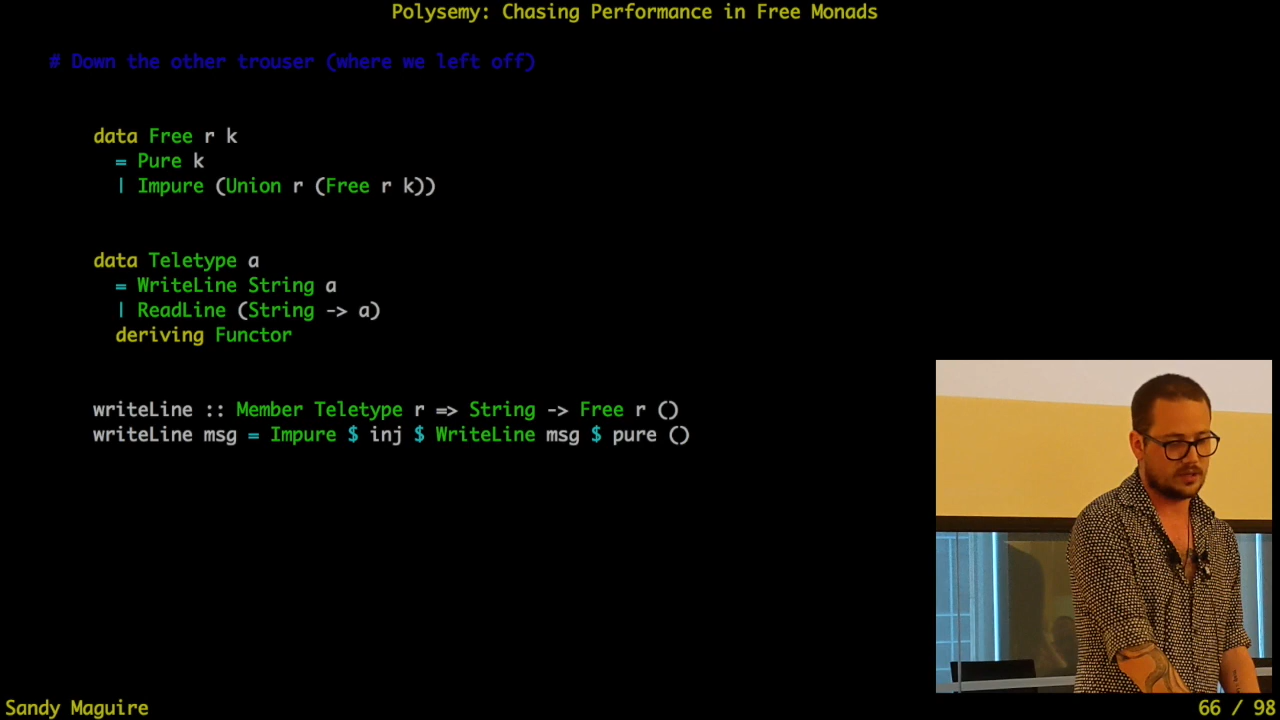 Polysemy: Chasing Performance in Free Monads
# Down the other trouser (where we left off)
data Free r k
= Pure k
| Impure (Union r (Free r k))
data Teletype a
= WriteLine String a
| ReadLine (String -> a)
deriving Functor
writeLine :: Member Teletype r => String -> Free r ()
writeLine msg = Impure $ inj $ WriteLine msg $ pure ()
Sandy Maguire
66 / 98